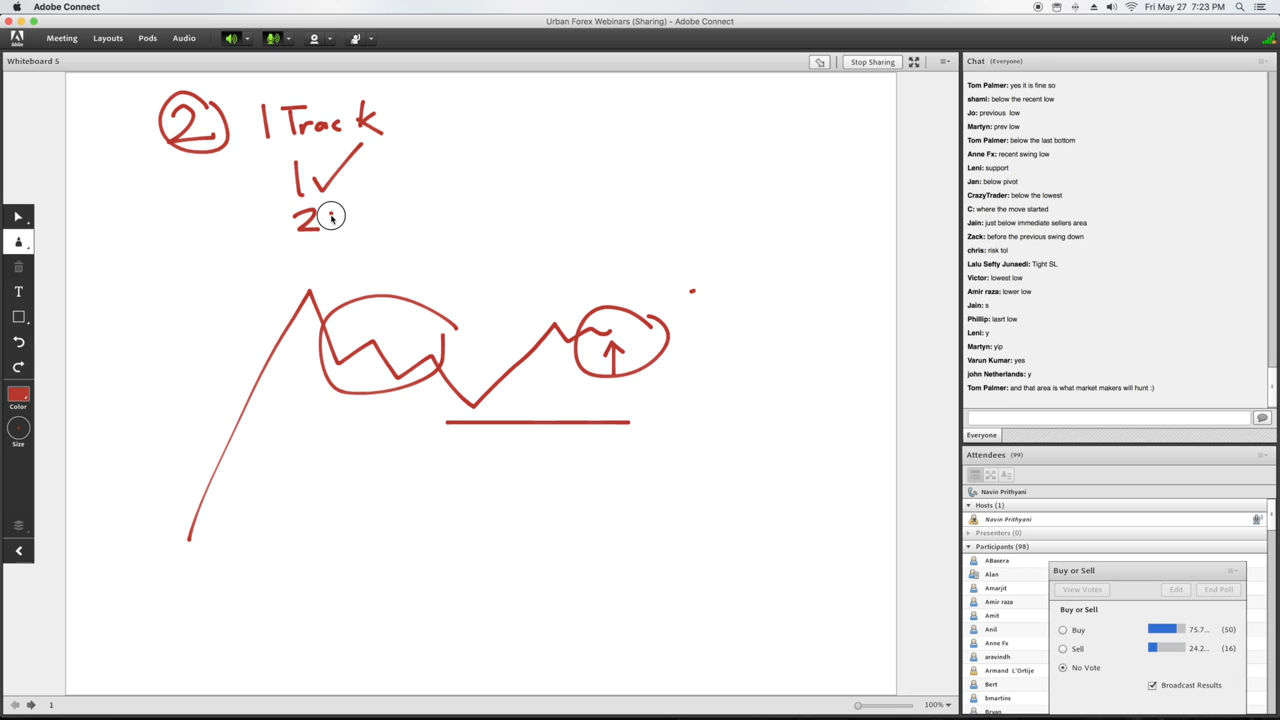 Adobe Connect
Fri May 27 7:23 PM
Urban Forex Webinars (Sharing) - Adobe Connect
Meeting Layouts Pods Audio
Help
Whiteboard 5
Stop Sharing
2 1 Track
1
2
T
Color
Size
1
100%
Chat (Everyone)
Tom Palmer: yes it is fine so
shami: below the recent low
Jo: previous low
Martyn: prev low
Tom Palmer: below the last bottom
Anne Fx: recent swing low
Leni: support
Jan: below pivot
CrazyTrader: below the lowest
C: where the move started
Jain: just below immediate sellers area
Zack: before the previous swing down
chris: risk tol
Lalu Sefty Junaedi: Tight SL
Victor: lowest low
Amir raza: lower low
Jain: s
Phillip: lasrt low
Leni: y
Martyn: yip
Varun Kumar: yes
john Netherlands: y
Tom Palmer: and that area is what market makers will hunt :)
Everyone
Attendees (99)
Navin Prithyani
Hosts (1)
Navin Prithyani
Presenters (0)
Participants (98)
ABasera
Alan
Amarjit
Amir raza
Amit
Anil
Anne Fx
aravindh
Armand L'Ortije
Bert
bmartins
Bryan
Buy or Sell
View Votes Edit End Poll
Buy or Sell
Buy 75.7... (50)
Sell 24.2... (16)
No Vote
Broadcast Results